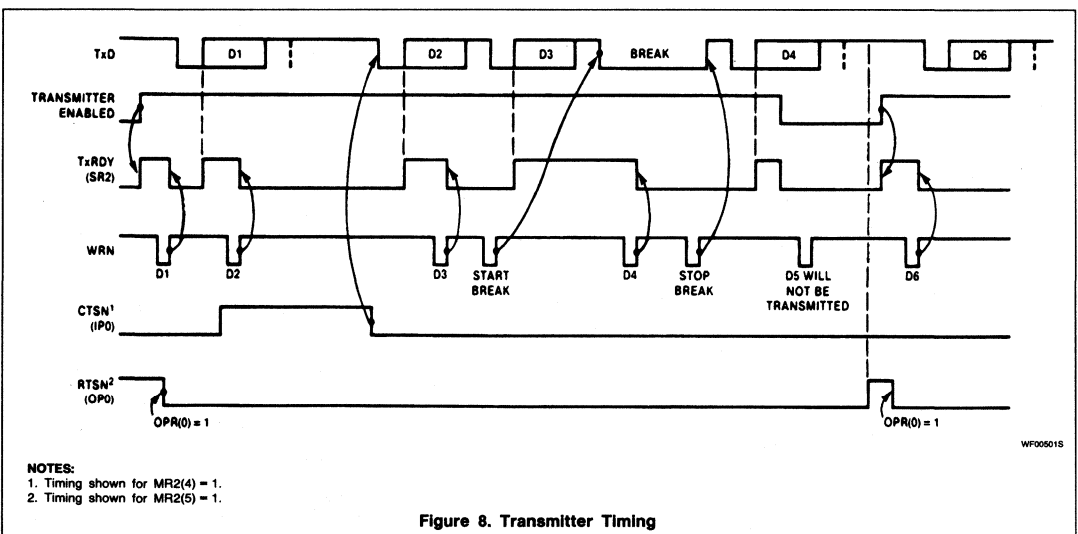 TxD
D1
D2
D3
BREAK
D4
D6
TRANSMITTER
ENABLED
TxRDY
(SR2)
WRN
D1
D2
D3
START
BREAK
D4
STOP
BREAK
D5 WILL
NOT BE
TRANSMITTED
D6
CTSN¹
(IP0)
RTSN²
(OP0)
OPR(0) = 1
OPR(0) = 1
WF00501S
NOTES:
1. Timing shown for MR2(4) = 1.
2. Timing shown for MR2(5) = 1.
Figure 8. Transmitter Timing